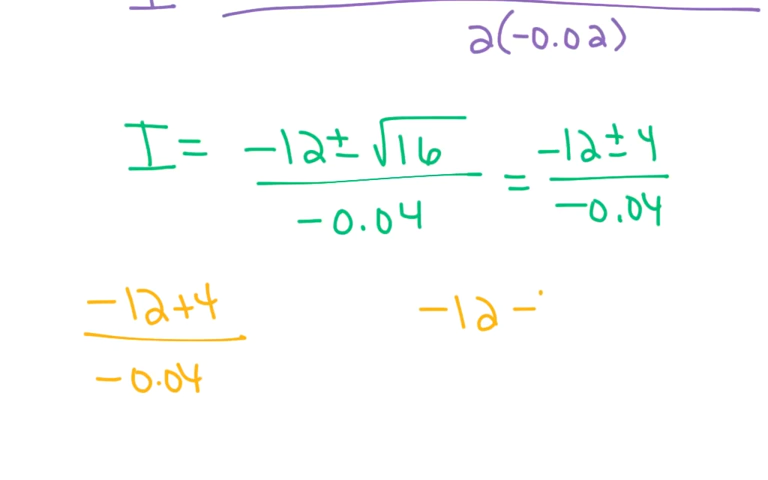 I
2(-0.02)
I = -12 ± √16 / -0.04 = -12 ± 4 / -0.04
-12+4 / -0.04
-12 -